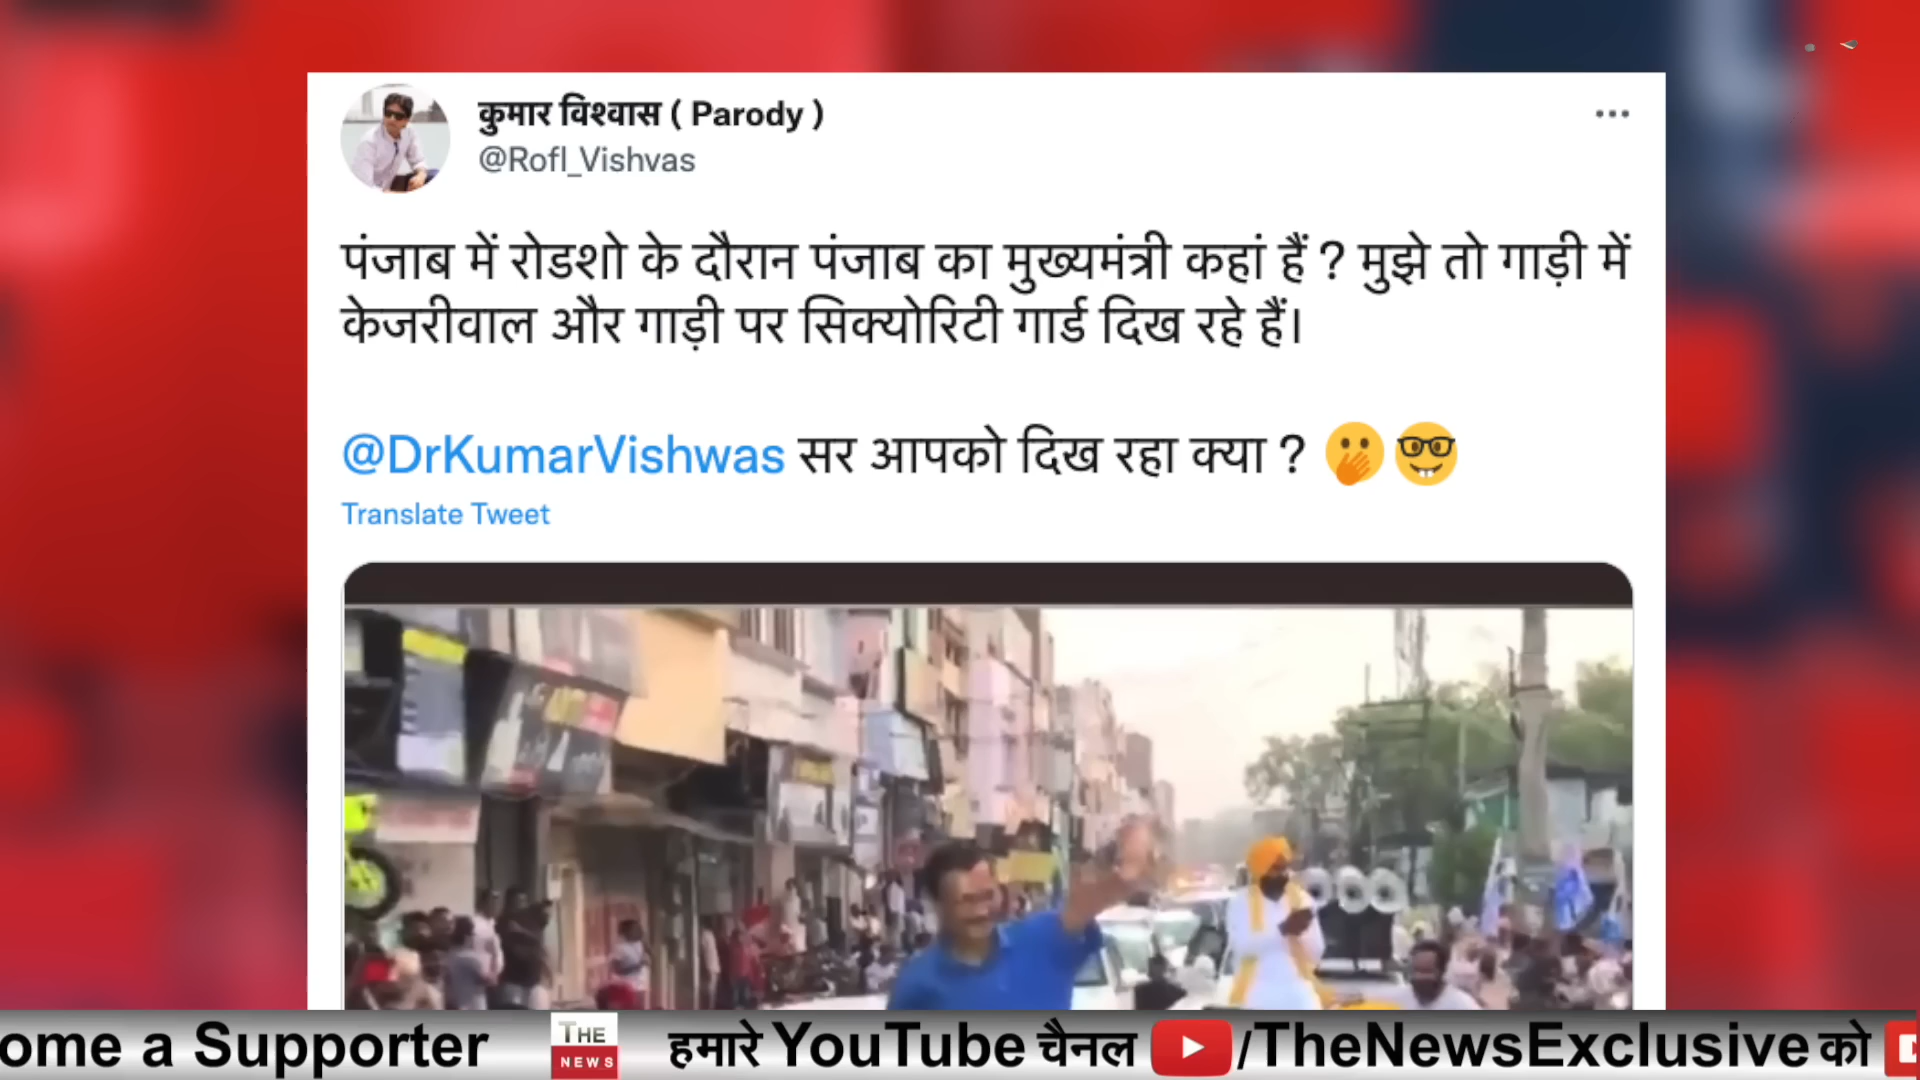 कुमार विश्वास ( Parody )
@Rofl_Vishvas
पंजाब में रोडशो के दौरान पंजाब का मुख्यमंत्री कहां हैं ? मुझे तो गाड़ी में
केजरीवाल और गाड़ी पर सिक्योरिटी गार्ड दिख रहे हैं।
@DrKumarVishwas सर आपको दिख रहा क्या ?
Translate Tweet
ome a Supporter THE NEWS हमारे YouTube चैनल /TheNewsExclusive को